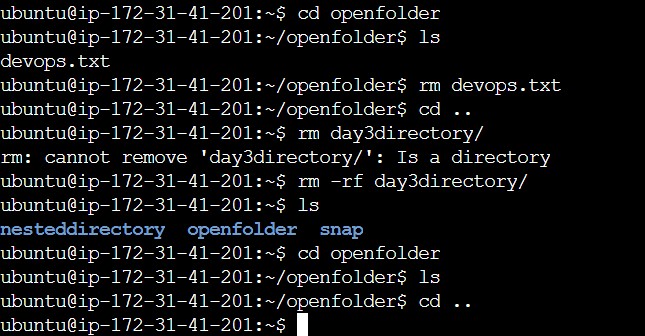 ubuntu@ip-172-31-41-201:~$ cd openfolder
ubuntu@ip-172-31-41-201:~/openfolder$ ls
devops.txt
ubuntu@ip-172-31-41-201:~/openfolder$ rm devops.txt
ubuntu@ip-172-31-41-201:~/openfolder$ cd ..
ubuntu@ip-172-31-41-201:~$ rm day3directory/
rm: cannot remove 'day3directory/': Is a directory
ubuntu@ip-172-31-41-201:~$ rm -rf day3directory/
ubuntu@ip-172-31-41-201:~$ ls
nesteddirectory  openfolder  snap
ubuntu@ip-172-31-41-201:~$ cd openfolder
ubuntu@ip-172-31-41-201:~/openfolder$ ls
ubuntu@ip-172-31-41-201:~/openfolder$ cd ..
ubuntu@ip-172-31-41-201:~$